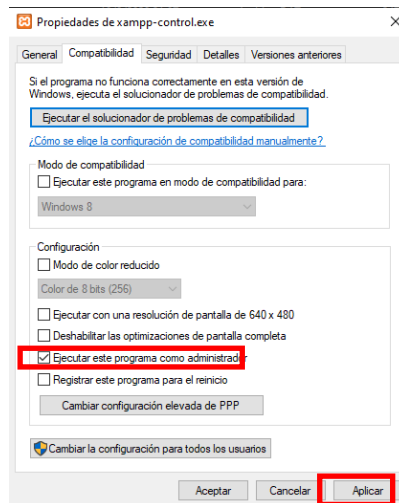 Propiedades de xampp-control.exe
General Compatibilidad Seguridad Detalles Versiones anteriores
Si el programa no funciona correctamente en esta versión de
Windows, ejecuta el solucionador de problemas de compatibilidad.
Ejecutar el solucionador de problemas de compatibilidad
¿Cómo se elige la configuración de compatibilidad manualmente?
Modo de compatibilidad
Ejecutar este programa en modo de compatibilidad para:
Windows 8
Configuración
Modo de color reducido
Color de 8 bits (256)
Ejecutar con una resolución de pantalla de 640 x 480
Deshabilitar las optimizaciones de pantalla completa
Ejecutar este programa como administrador
Registrar este programa para el reinicio
Cambiar configuración elevada de PPP
Cambiar la configuración para todos los usuarios
Aceptar Cancelar Aplicar